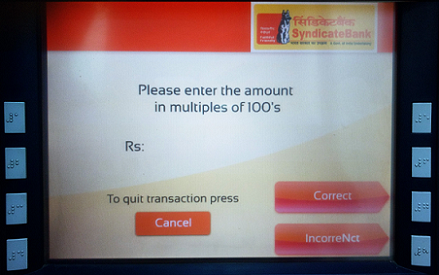 सिंडिकेटबैंक
SyndicateBank
Please enter the amount
in multiples of 100's
Rs:
To quit transaction press
Cancel
Correct
IncorreNct